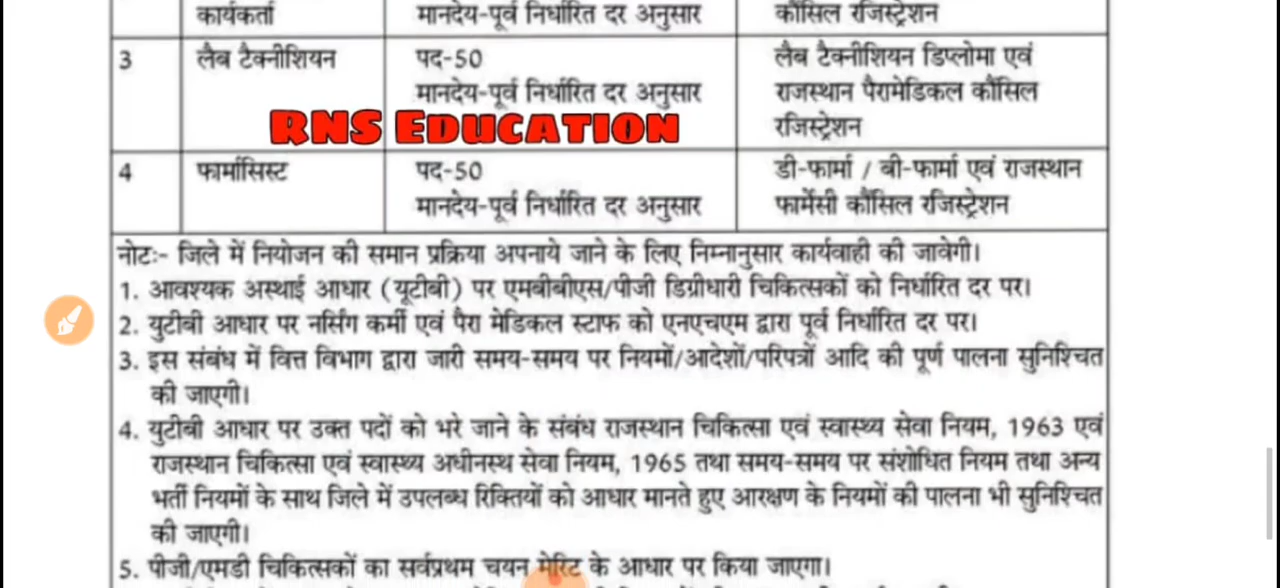 कार्यकर्ता मानदेय-पूर्व निर्धारित दर अनुसार कौंसिल रजिस्ट्रेशन
3 लैब टैक्नीशियन पद-50 लैब टैक्नीशियन डिप्लोमा एवं
मानदेय-पूर्व निर्धारित दर अनुसार राजस्थान पैरामेडिकल कौंसिल
RNS EDUCATION रजिस्ट्रेशन
4 फार्मासिस्ट पद-50 डी-फार्मा / बी-फार्मा एवं राजस्थान
मानदेय-पूर्व निर्धारित दर अनुसार फार्मेसी कौंसिल रजिस्ट्रेशन
नोटः- जिले में नियोजन की समान प्रक्रिया अपनाये जाने के लिए निम्नानुसार कार्यवाही की जावेगी।
1. आवश्यक अस्थाई आधार (यूटीबी) पर एमबीबीएस/पीजी डिग्रीधारी चिकित्सकों को निर्धारित दर पर।
2. युटीबी आधार पर नर्सिंग कर्मी एवं पैरा मेडिकल स्टाफ को एनएचएम द्वारा पूर्व निर्धारित दर पर।
3. इस संबंध में वित्त विभाग द्वारा जारी समय-समय पर नियमों/आदेशों/परिपत्रों आदि की पूर्ण पालना सुनिश्चित
की जाएगी।
4. युटीबी आधार पर उक्त पदों को भरे जाने के संबंध राजस्थान चिकित्सा एवं स्वास्थ्य सेवा नियम, 1963 एवं
राजस्थान चिकित्सा एवं स्वास्थ्य अधीनस्थ सेवा नियम, 1965 तथा समय-समय पर संशोधित नियम तथा अन्य
भर्ती नियमों के साथ जिले में उपलब्ध रिक्तियों को आधार मानते हुए आरक्षण के नियमों की पालना भी सुनिश्चित
की जाएगी।
5. पीजी/एमडी चिकित्सकों का सर्वप्रथम चयन मेरिट के आधार पर किया जाएगा।